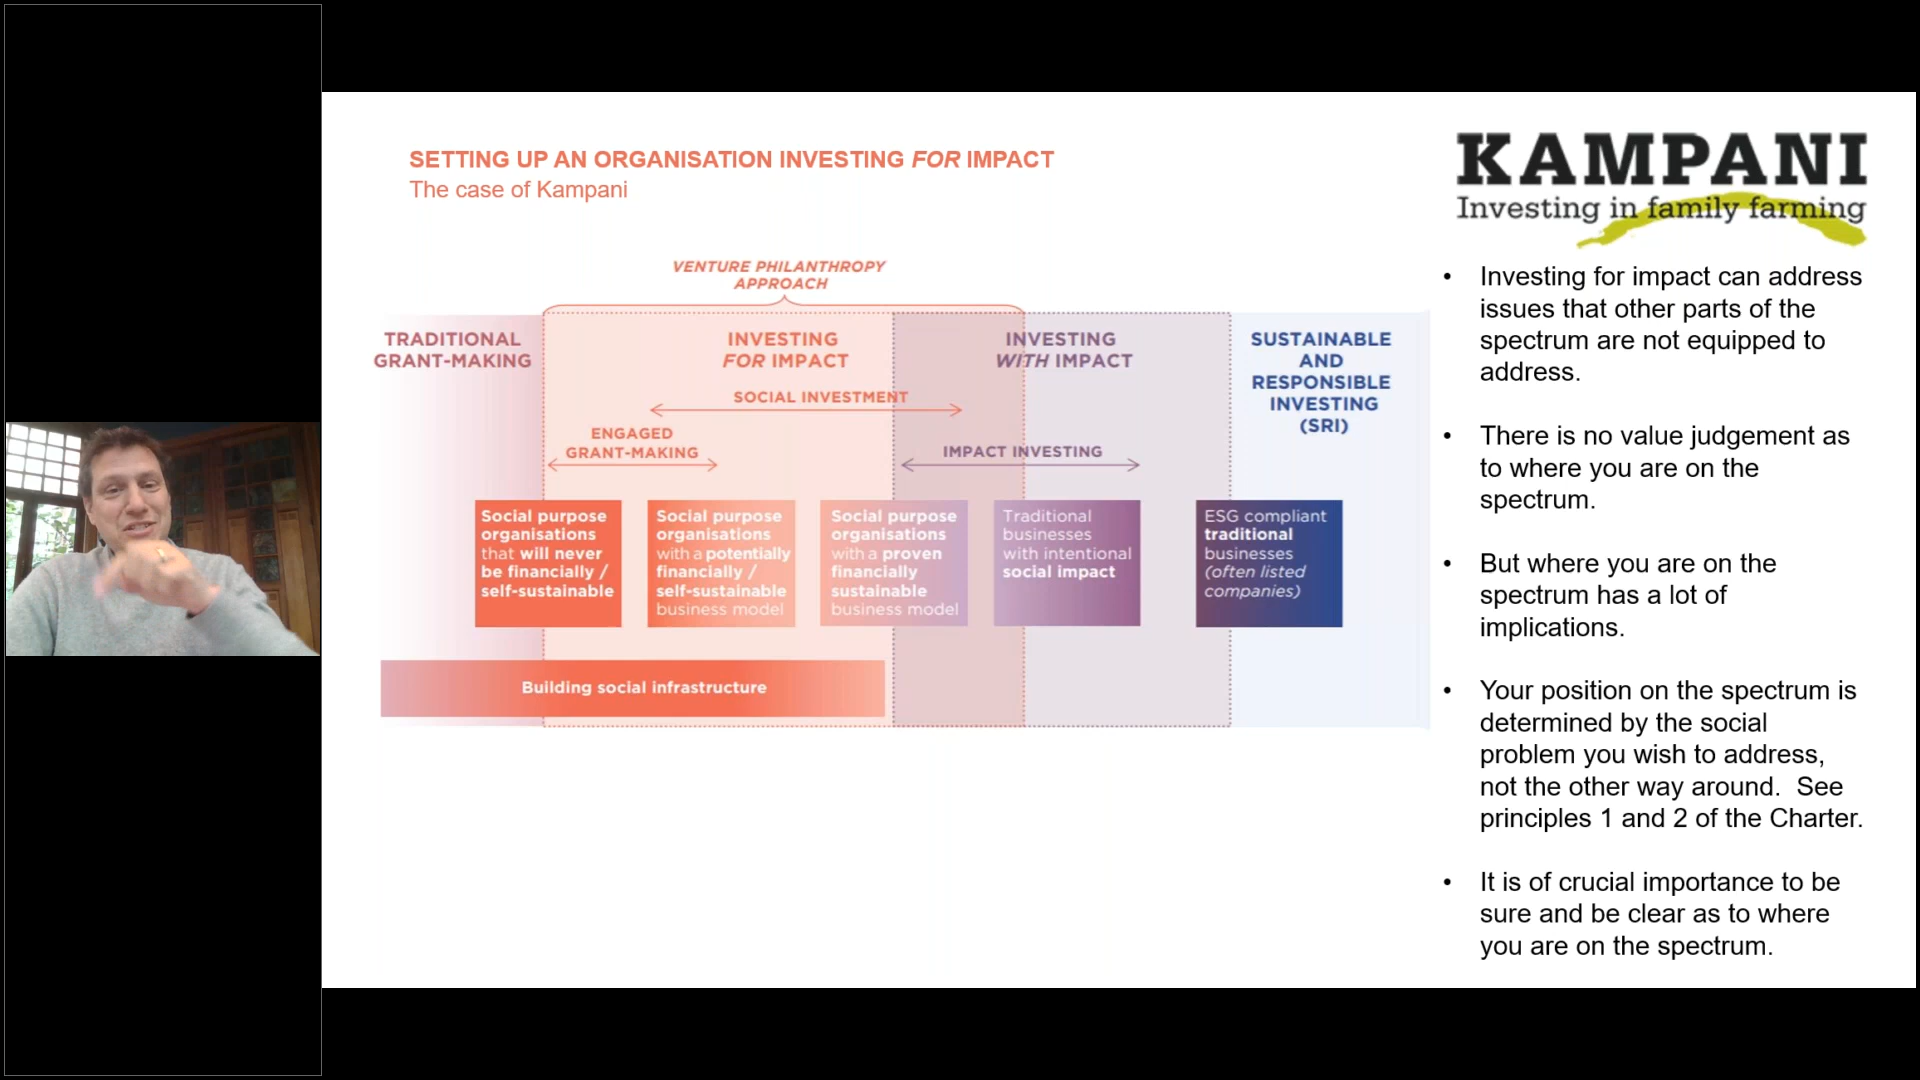 SETTING UP AN ORGANISATION INVESTING FOR IMPACT
The case of Kampani
KAMPANI
Investing in family farming
VENTURE PHILANTHROPY
APPROACH
TRADITIONAL
GRANT-MAKING
INVESTING
FOR IMPACT
INVESTING
WITH IMPACT
SUSTAINABLE
AND
RESPONSIBLE
INVESTING
(SRI)
SOCIAL INVESTMENT
ENGAGED
GRANT-MAKING
IMPACT INVESTING
Social purpose
organisations
that will never
be financially /
self-sustainable
Social purpose
organisations
with a potentially
financially /
self-sustainable
business model
Social purpose
organisations
with a proven
financially
sustainable
business model
Traditional
businesses
with intentional
social impact
ESG compliant
traditional
businesses
(often listed
companies)
Building social infrastructure
• Investing for impact can address
issues that other parts of the
spectrum are not equipped to
address.
• There is no value judgement as
to where you are on the
spectrum.
• But where you are on the
spectrum has a lot of
implications.
• Your position on the spectrum is
determined by the social
problem you wish to address,
not the other way around.  See
principles 1 and 2 of the Charter.
• It is of crucial importance to be
sure and be clear as to where
you are on the spectrum.